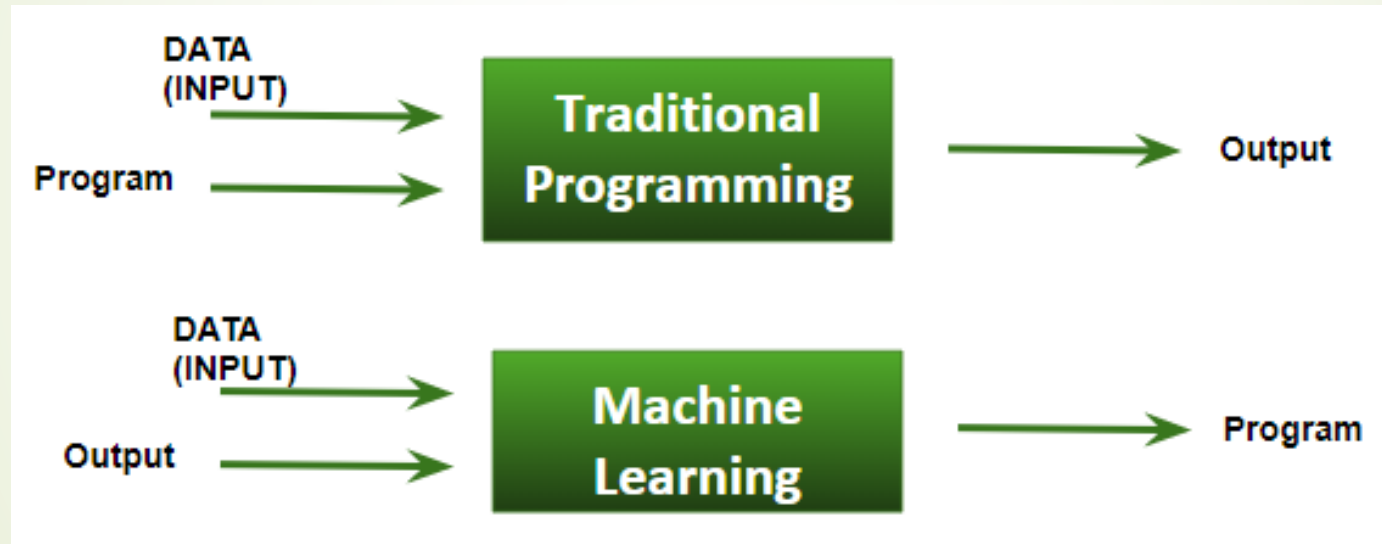 DATA
(INPUT)
Program
Traditional
Programming
Output
DATA
(INPUT)
Output
Machine
Learning
Program